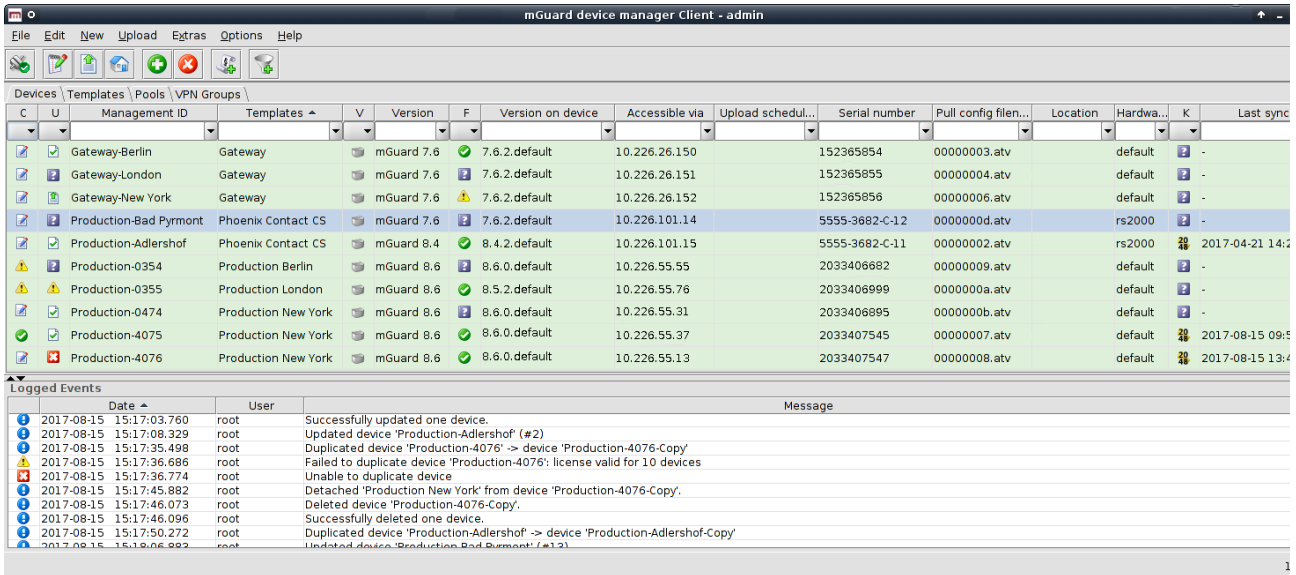 mGuard device manager Client - admin
File Edit New Upload Extras Options Help
Devices Templates Pools VPN Groups
C U Management ID Templates V Version F Version on device Accessible via Upload schedul... Serial number Pull config filen... Location Hardwa... K Last sync
Gateway-Berlin Gateway mGuard 7.6 7.6.2.default 10.226.26.150 152365854 00000003.atv default ? -
? Gateway-London Gateway mGuard 7.6 ? 7.6.2.default 10.226.26.151 152365855 00000004.atv default ? -
Gateway-New York Gateway mGuard 7.6 7.6.2.default 10.226.26.152 152365856 00000006.atv default ? -
? Production-Bad Pyrmont Phoenix Contact CS mGuard 7.6 ? 7.6.2.default 10.226.101.14 5555-3682-C-12 0000000d.atv rs2000 ? -
Production-Adlershof Phoenix Contact CS mGuard 8.4 8.4.2.default 10.226.101.15 5555-3682-C-11 00000002.atv rs2000 2048 2017-04-21 14:2
? Production-0354 Production Berlin mGuard 8.6 ? 8.6.0.default 10.226.55.55 2033406682 00000009.atv default ? -
Production-0355 Production London mGuard 8.6 8.5.2.default 10.226.55.76 2033406999 0000000a.atv default ? -
Production-0474 Production New York mGuard 8.6 ? 8.6.0.default 10.226.55.31 2033406895 0000000b.atv default ? -
Production-4075 Production New York mGuard 8.6 8.6.0.default 10.226.55.37 2033407545 00000007.atv default 2048 2017-08-15 09:5
Production-4076 Production New York mGuard 8.6 8.6.0.default 10.226.55.13 2033407547 00000008.atv default 2048 2017-08-15 13:4
Logged Events
Date User Message
2017-08-15 15:17:03.760 root Successfully updated one device.
2017-08-15 15:17:08.329 root Updated device 'Production-Adlershof' (#2)
2017-08-15 15:17:35.498 root Duplicated device 'Production-4076' -> device 'Production-4076-Copy'
2017-08-15 15:17:36.686 root Failed to duplicate device 'Production-4076': license valid for 10 devices
2017-08-15 15:17:36.774 root Unable to duplicate device
2017-08-15 15:17:45.882 root Detached 'Production New York' from device 'Production-4076-Copy'.
2017-08-15 15:17:46.073 root Deleted device 'Production-4076-Copy'.
2017-08-15 15:17:46.096 root Successfully deleted one device.
2017-08-15 15:17:50.272 root Duplicated device 'Production-Adlershof' -> device 'Production-Adlershof-Copy'
2017-08-15 15:18:06.883 root Updated device 'Production-Bad Pyrmont' (#13)
1